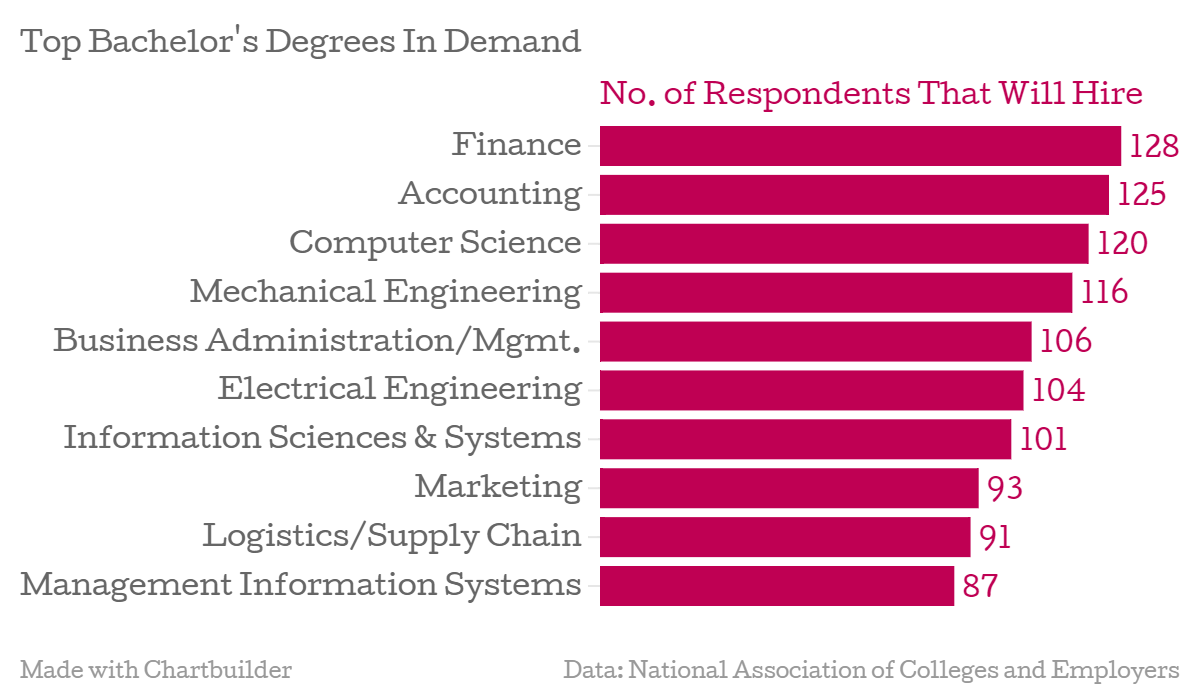 Top Bachelor's Degrees In Demand
No. of Respondents That Will Hire
Finance 128
Accounting 125
Computer Science 120
Mechanical Engineering 116
Business Administration/Mgmt. 106
Electrical Engineering 104
Information Sciences & Systems 101
Marketing 93
Logistics/Supply Chain 91
Management Information Systems 87
Made with Chartbuilder Data: National Association of Colleges and Employers